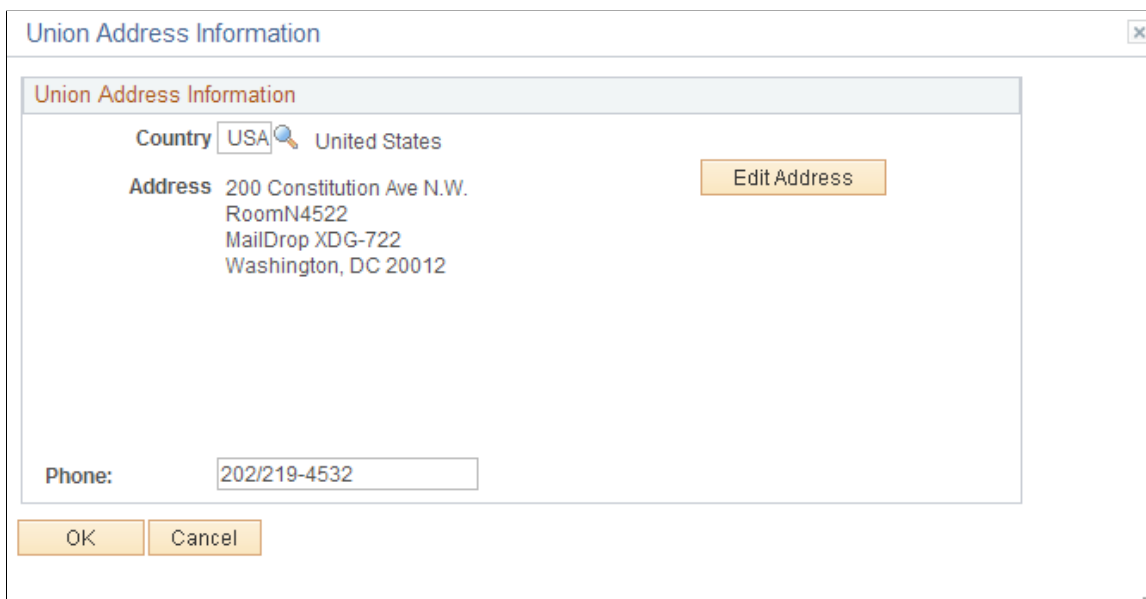 Union Address Information
Union Address Information
Country USA United States
Address 200 Constitution Ave N.W.
Edit Address
RoomN4522
MailDrop XDG-722
Washington, DC 20012
Phone: 202/219-4532
OK Cancel